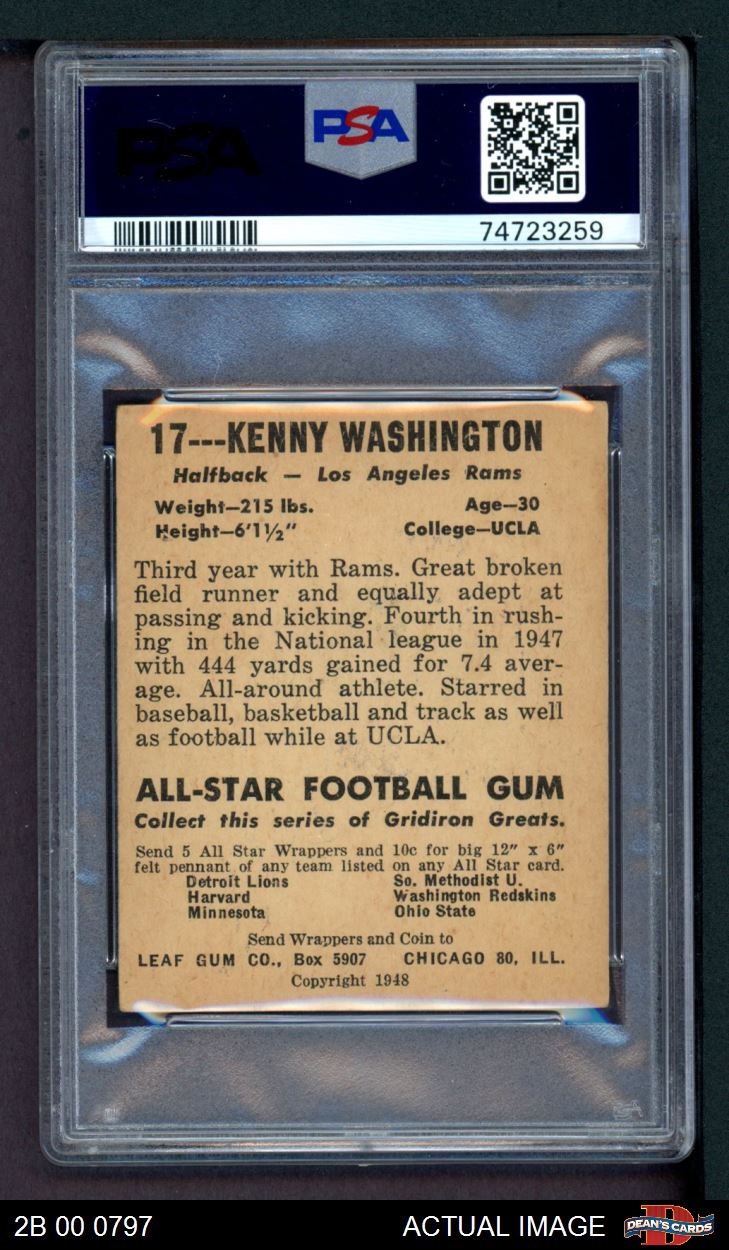 PSA
PSA
74723259
17---KENNY WASHINGTON
Halfback — Los Angeles Rams
Weight—215 lbs. Age—30
Height—6'1½" College—UCLA
Third year with Rams. Great broken
field runner and equally adept at
passing and kicking. Fourth in rush-
ing in the National league in 1947
with 444 yards gained for 7.4 aver-
age. All-around athlete. Starred in
baseball, basketball and track as well
as football while at UCLA.
ALL-STAR FOOTBALL GUM
Collect this series of Gridiron Greats.
Send 5 All Star Wrappers and 10c for big 12" x 6"
felt pennant of any team listed on any All Star card.
Detroit Lions So. Methodist U.
Harvard Washington Redskins
Minnesota Ohio State
Send Wrappers and Coin to
LEAF GUM CO., Box 5907 CHICAGO 80, ILL.
Copyright 1948
2B 00 0797 ACTUAL IMAGE DEAN'S CARDS